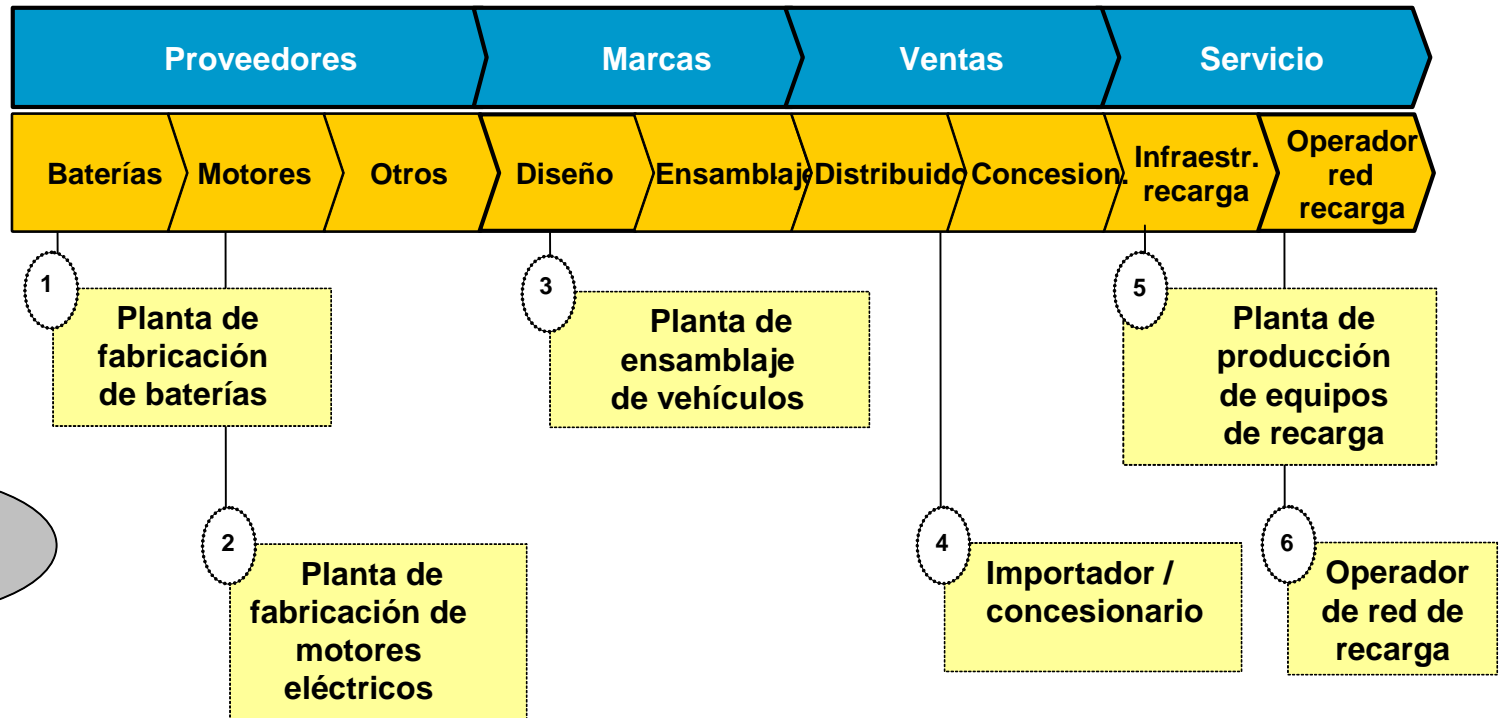 Proveedores
Marcas
Ventas
Servicio
Baterías
Motores
Otros
Diseño
Ensamblaje
Distribuido
Concesion.
Infraestr.
recarga
Operador
red
recarga
1
Planta de
fabricación
de baterías
2
Planta de
fabricación de
motores
eléctricos
3
Planta de
ensamblaje
de vehículos
4
Importador /
concesionario
5
Planta de
producción
de equipos
de recarga
6
Operador
de red de
recarga